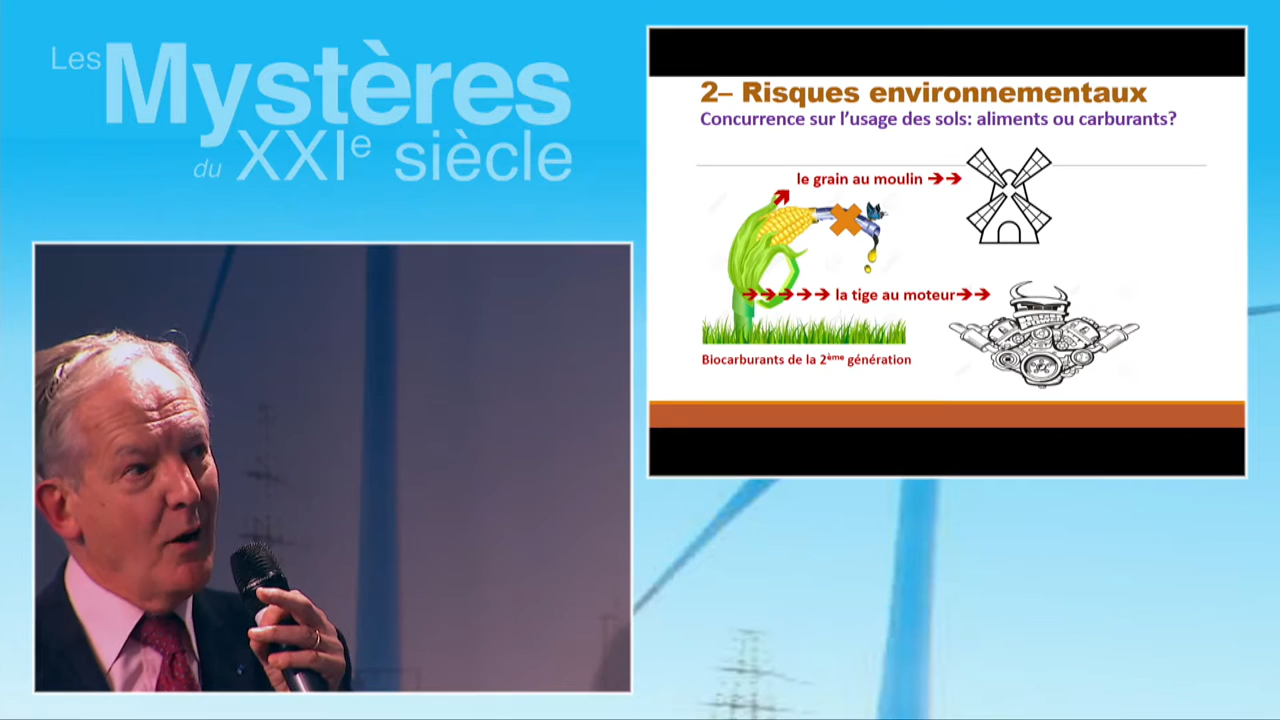 Les Mystères
du XXIe siècle
2– Risques environnementaux
Concurrence sur l’usage des sols: aliments ou carburants?
le grain au moulin ➔➔
➔➔➔➔➔ la tige au moteur➔➔
Biocarburants de la 2ème génération